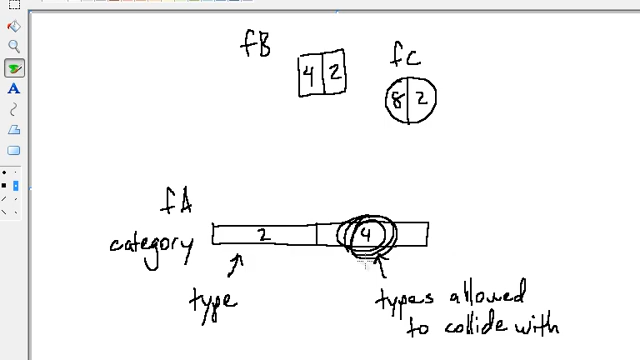 fB
4 2
fC
8 2
fA
category 2 4
type
types allowed
to collide with